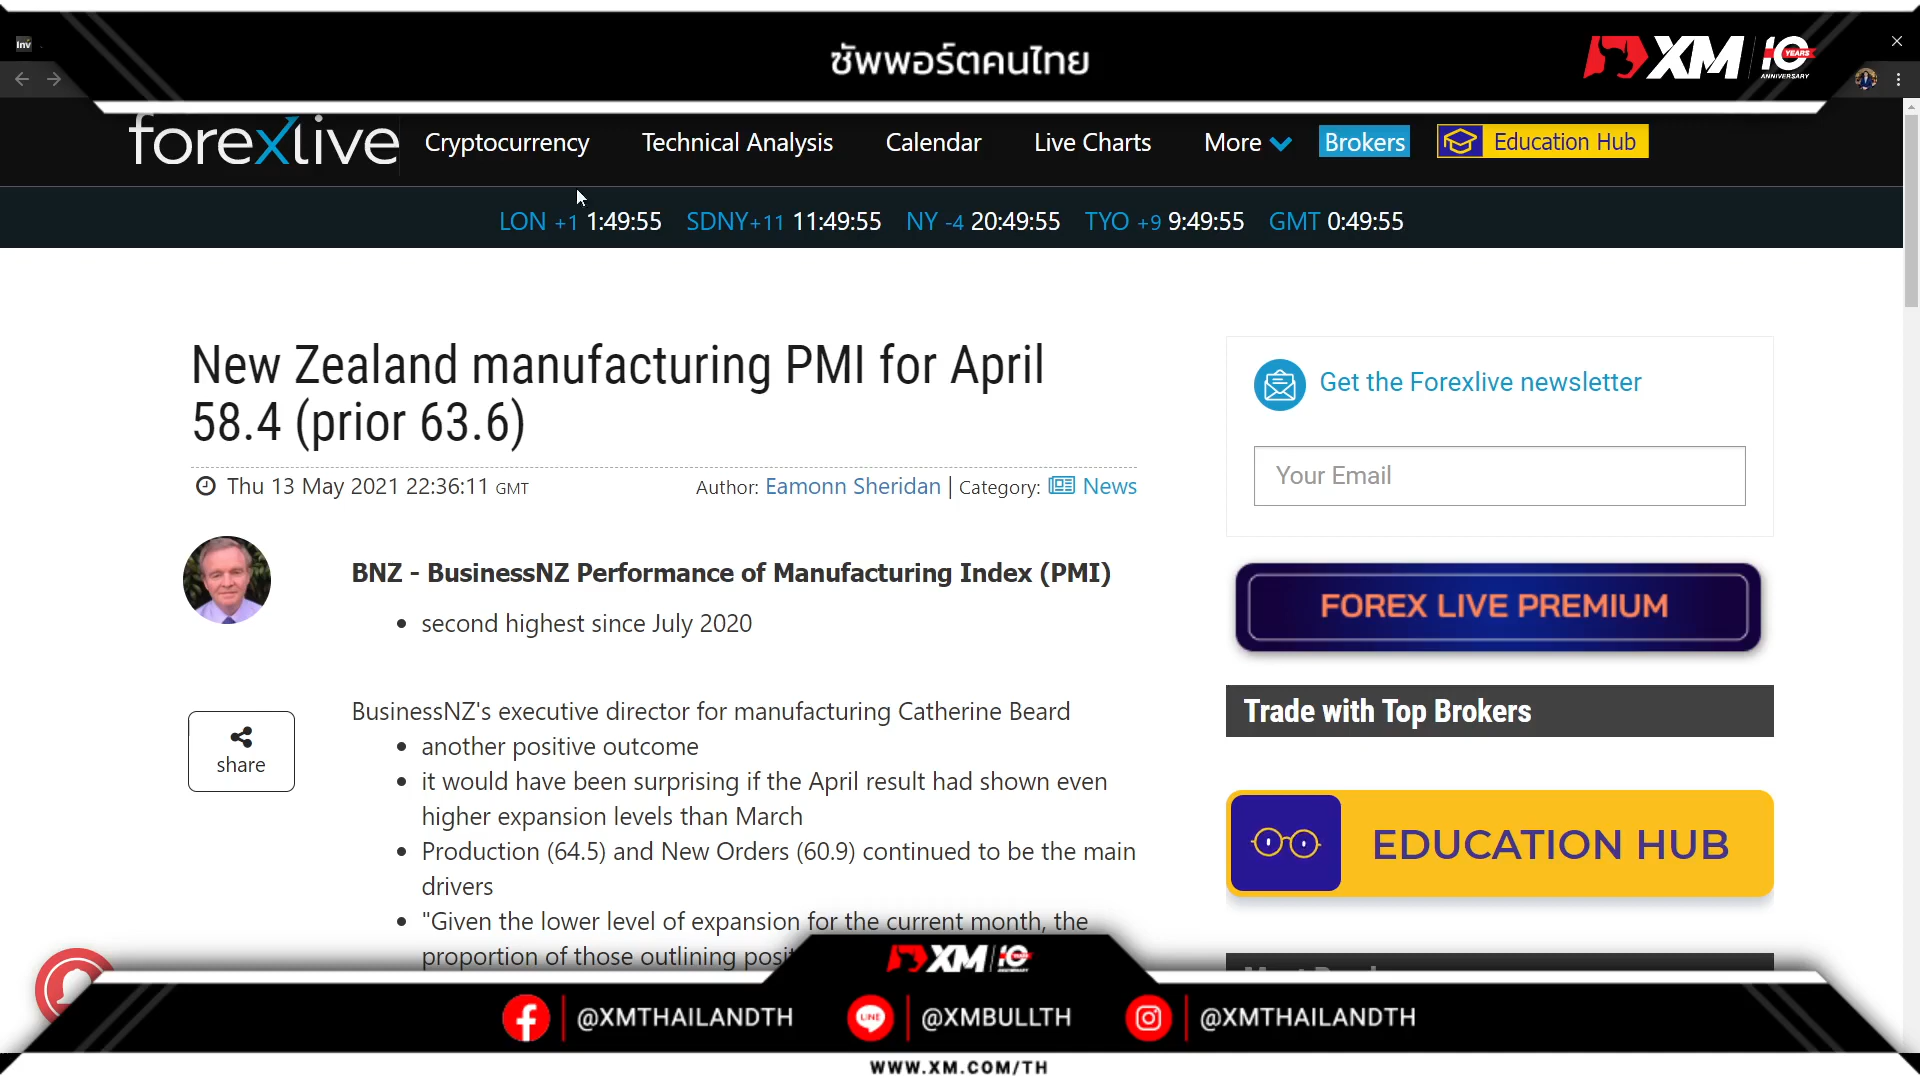 Inv
ซัพพอร์ตคนไทย
XM 10 YEARS ANNIVERSARY
forexlive Cryptocurrency Technical Analysis Calendar Live Charts More Brokers Education Hub
LON +1 1:49:55 SDNY+11 11:49:55 NY -4 20:49:55 TYO +9 9:49:55 GMT 0:49:55
New Zealand manufacturing PMI for April
58.4 (prior 63.6)
Thu 13 May 2021 22:36:11 GMT Author: Eamonn Sheridan | Category: News
BNZ - BusinessNZ Performance of Manufacturing Index (PMI)
second highest since July 2020
share
BusinessNZ's executive director for manufacturing Catherine Beard
another positive outcome
it would have been surprising if the April result had shown even
higher expansion levels than March
Production (64.5) and New Orders (60.9) continued to be the main
drivers
"Given the lower level of expansion for the current month, the
proportion of those outlining
Get the Forexlive newsletter
Your Email
FOREX LIVE PREMIUM
Trade with Top Brokers
EDUCATION HUB
XM 10
@XMTHAILANDTH LINE @XMBULLTH @XMTHAILANDTH
WWW.XM.COM/TH